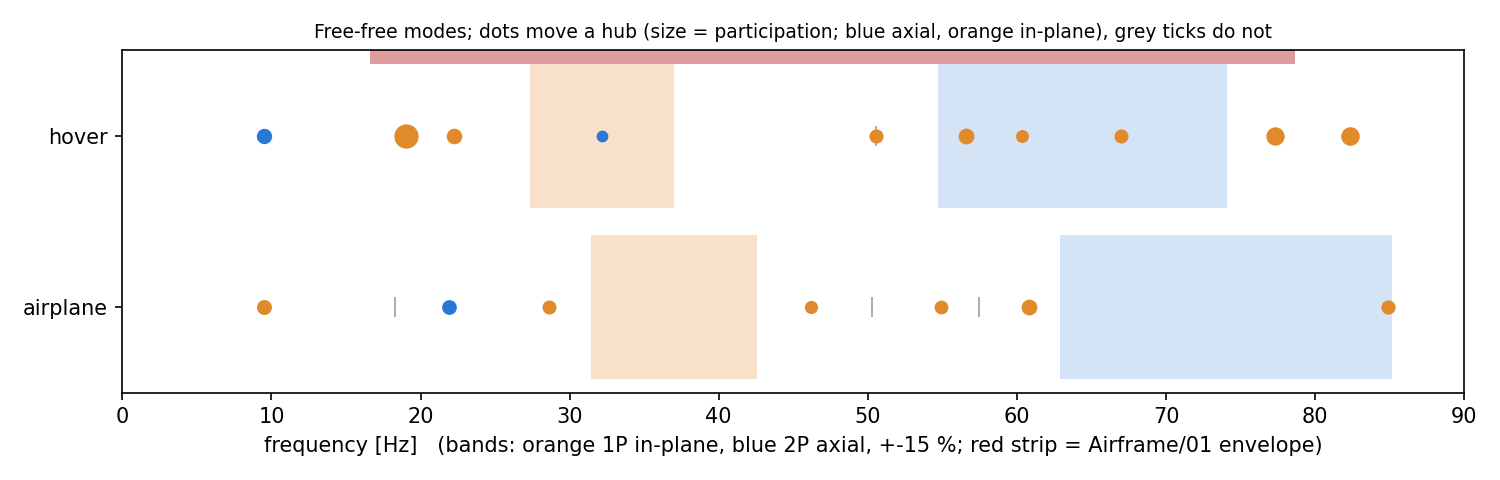 Free-free modes; dots move a hub (size = participation; blue axial, orange in-plane), grey ticks do not
hover
airplane
0 10 20 30 40 50 60 70 80 90
frequency [Hz]   (bands: orange 1P in-plane, blue 2P axial, +-15 %; red strip = Airframe/01 envelope)